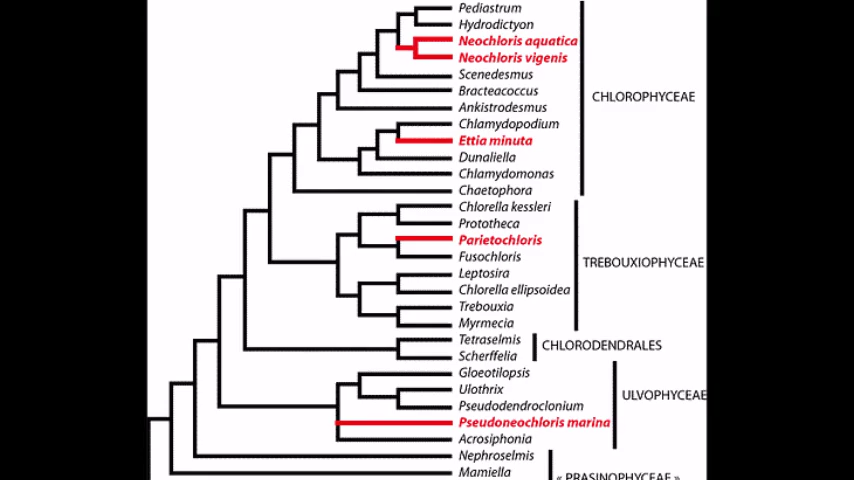 Pediastrum
Hydrodictyon
Neochloris aquatica
Neochloris vigenis
Scenedesmus
Bracteacoccus
CHLOROPHYCEAE
Ankistrodesmus
Chlamydopodium
Ettia minuta
Dunaliella
Chlamydomonas
Chaetophora
Chlorella kessleri
Prototheca
Parietochloris
Fusochloris
TREBOUXIOPHYCEAE
Leptosira
Chlorella ellipsoidea
Trebouxia
Myrmecia
Tetraselmis
CHLORODENDRALES
Scherffelia
Gloeotilopsis
Ulothrix
ULVOPHYCEAE
Pseudodendroclonium
Pseudoneochloris marina
Acrosiphonia
Nephroselmis
Mamiella
« PRASINOPHYCEAE »